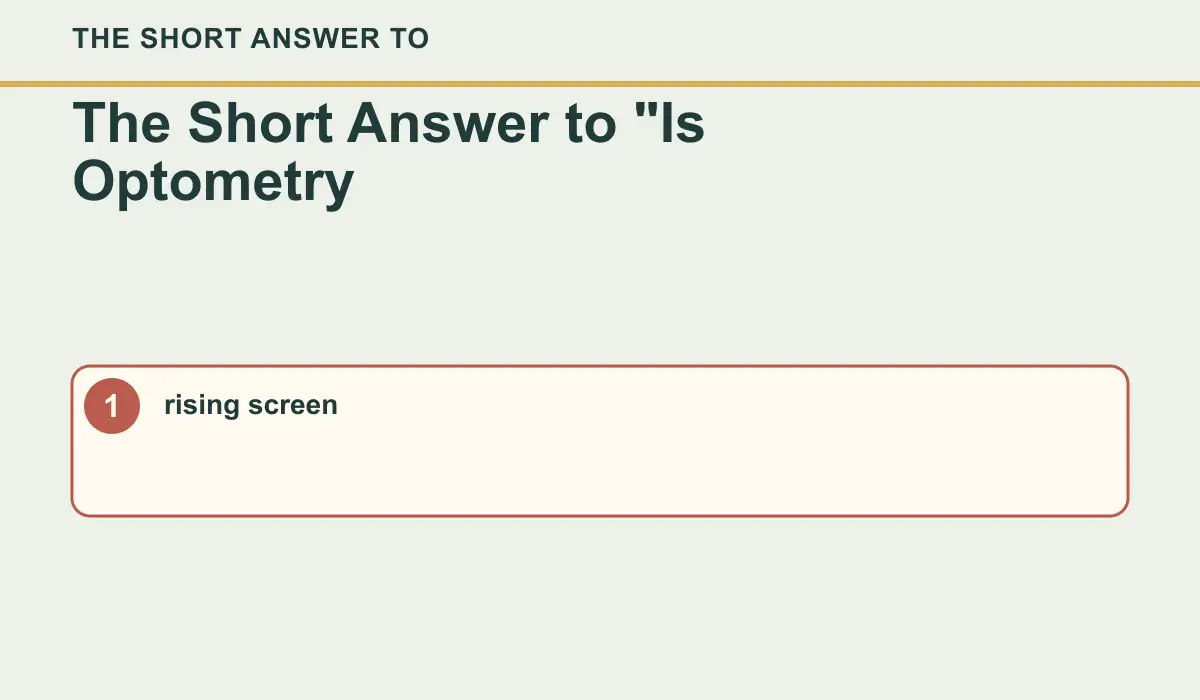 THE SHORT ANSWER TO
The Short Answer to "Is
Optometry
1 rising screen